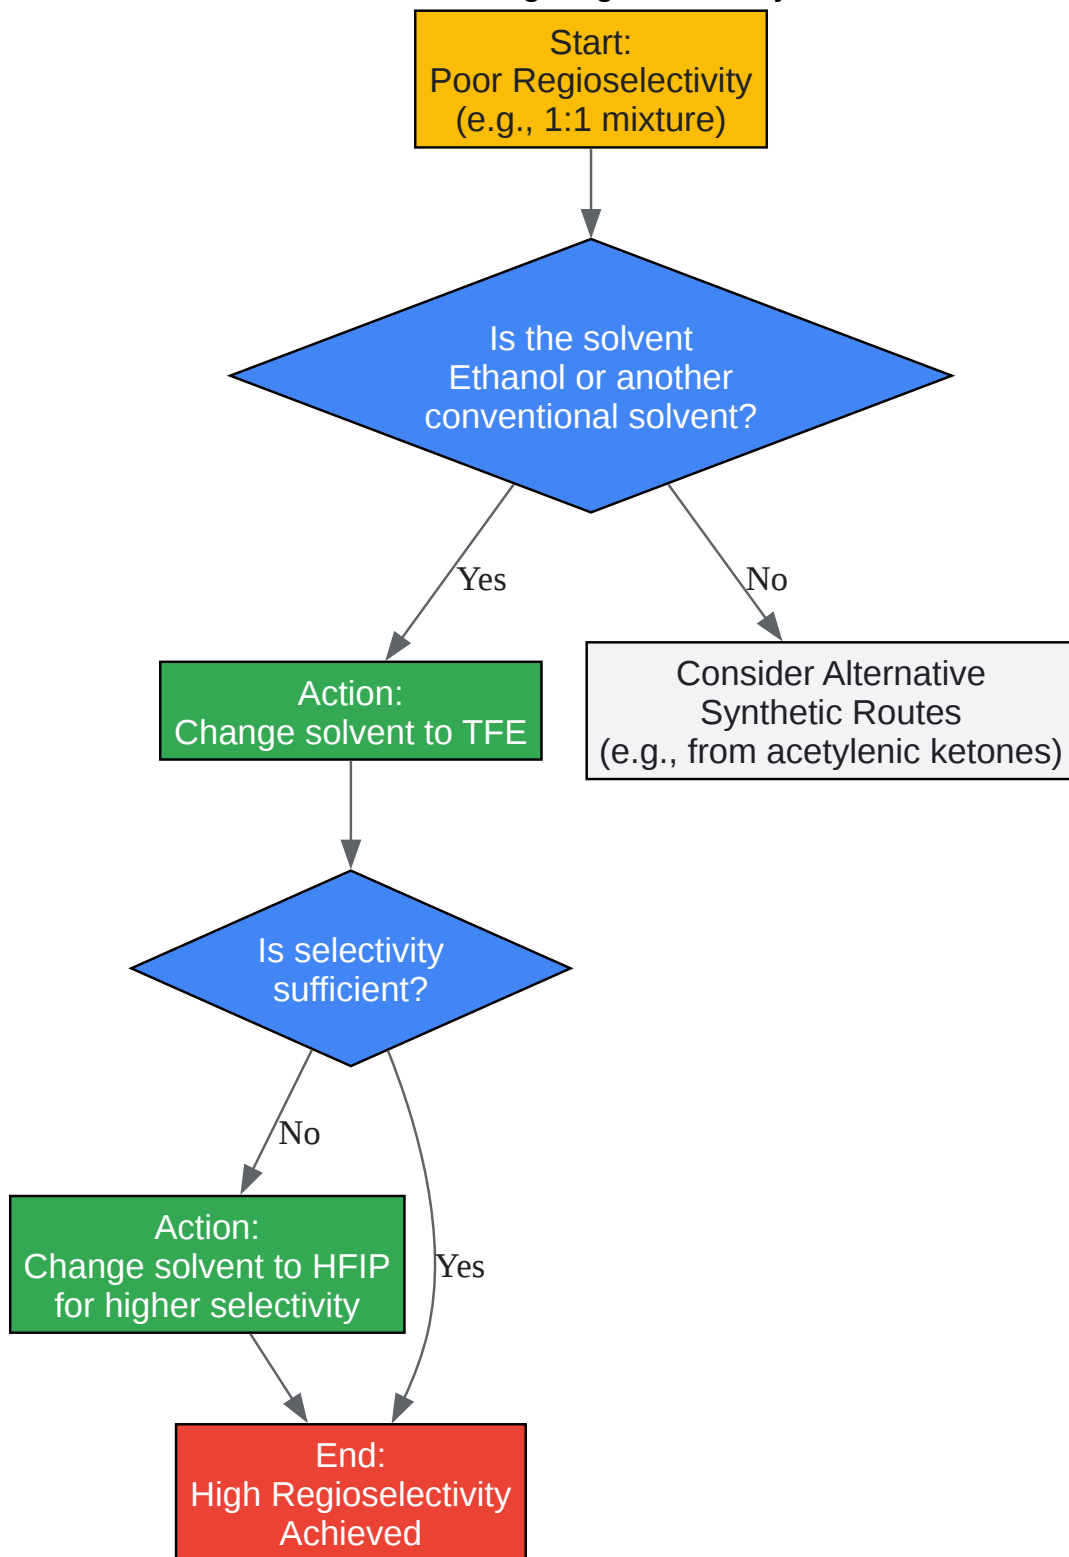 Start:
Poor Regioselectivity
(e.g., 1:1 mixture)
Is the solvent
Ethanol or another
conventional solvent?
Yes
No
Action:
Change solvent to TFE
Consider Alternative
Synthetic Routes
(e.g., from acetylenic ketones)
Is selectivity
sufficient?
No
Yes
Action:
Change solvent to HFIP
for higher selectivity
End:
High Regioselectivity
Achieved